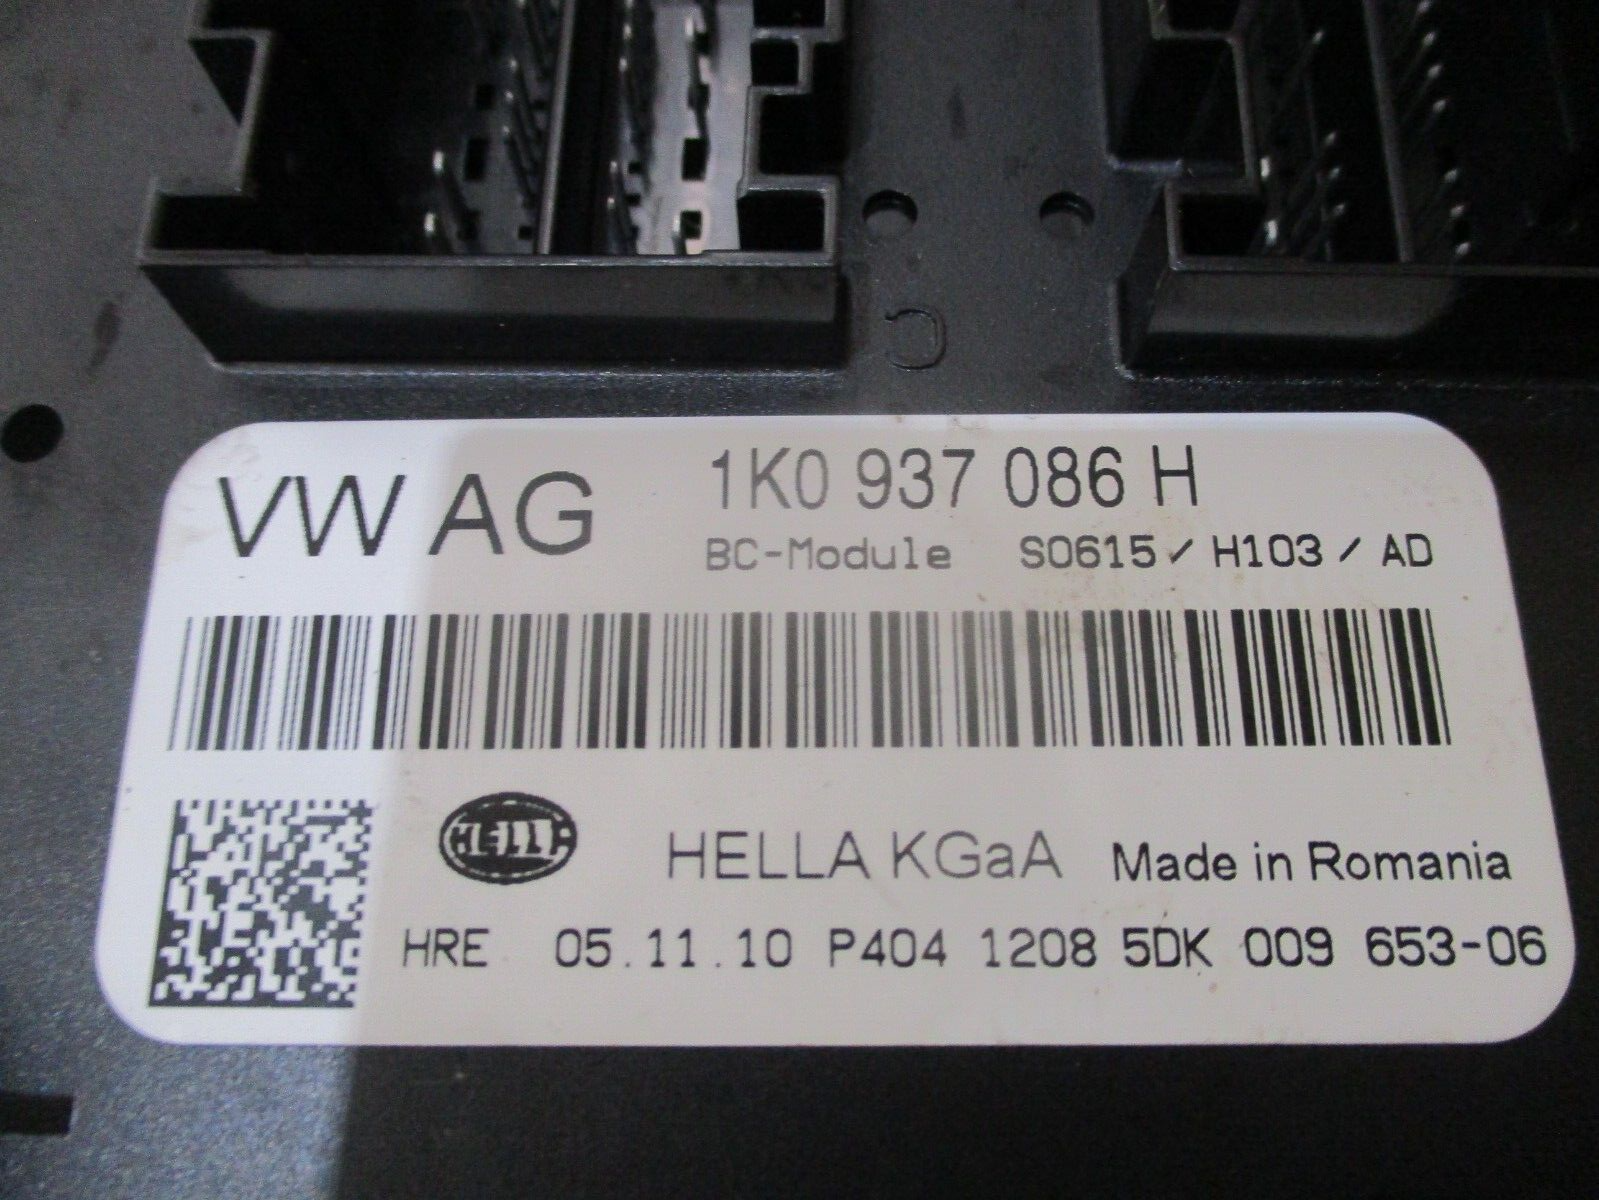 C
VW AG 1K0 937 086 H
BC-Module S0615 / H103 / AD
HELLA HELLA KGaA Made in Romania
HRE 05.11.10 P404 1208 5DK 009 653-06